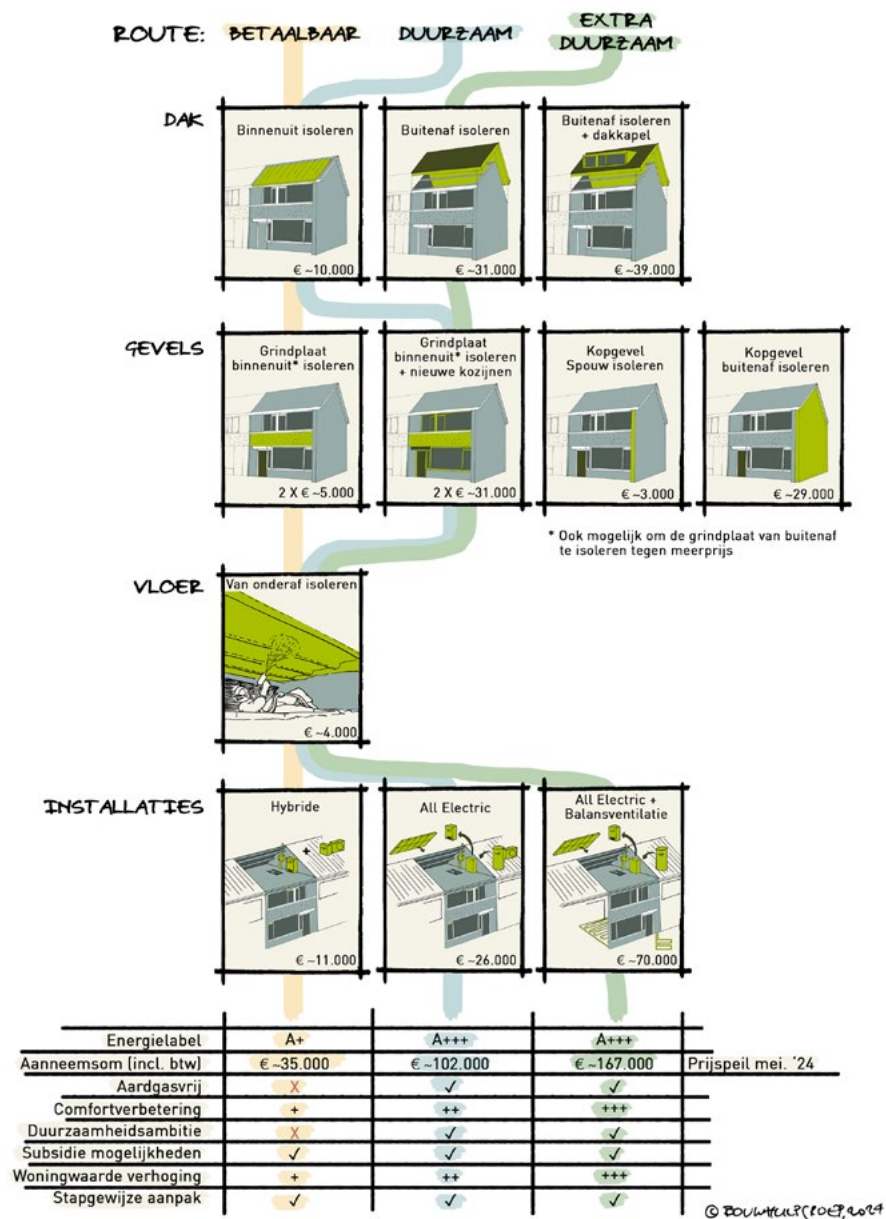 ROUTE: BETAALBAAR DUURZAAM EXTRA DUURZAAM
DAK
Binnenuit isoleren
€ ~10.000
Buitenaf isoleren
€ ~31.000
Buitenaf isoleren
+ dakkapel
€ ~39.000
GEVELS
Grindplaat
binnenuit* isoleren
2 X € ~5.000
Grindplaat
binnenuit* isoleren
+ nieuwe kozijnen
2 X € ~31.000
Kopgevel
Spouw isoleren
€ ~3.000
Kopgevel
buitenaf isoleren
€ ~29.000
* Ook mogelijk om de grindplaat van buitenaf
te isoleren tegen meerprijs
VLOER
Van onderaf isoleren
€ ~4.000
INSTALLATIES
Hybride
+
€ ~11.000
All Electric
€ ~26.000
All Electric +
Balansventilatie
€ ~70.000
Energielabel A+ A+++ A+++
Aanneemsom (incl. btw) € ~35.000 € ~102.000 € ~167.000 Prijspeil mei. '24
Aardgasvrij X ✓ ✓
Comfortverbetering + ++ +++
Duurzaamheidsambitie X ✓ ✓
Subsidie mogelijkheden ✓ ✓ ✓
Woningwaarde verhoging + ++ +++
Stapgewijze aanpak ✓ ✓ ✓
© BOUWHULPGROEP, 2024